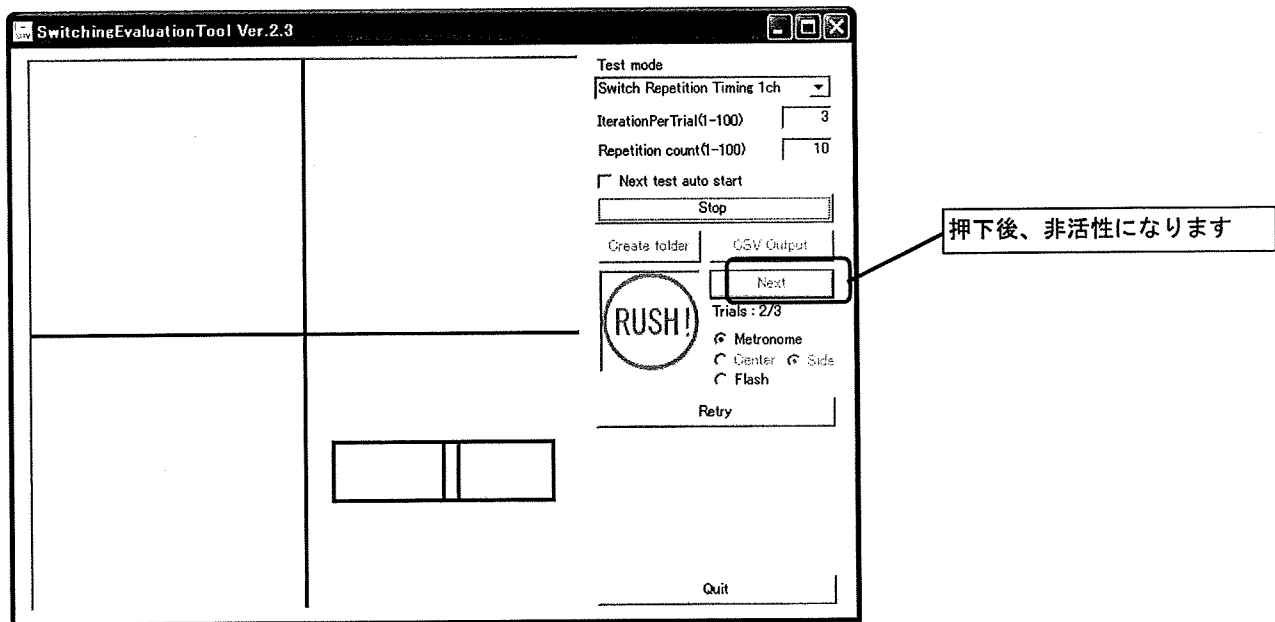 SwitchingEvaluationTool Ver.2.3
Test mode
Switch Repetition Timing 1ch
IterationPerTrial(1-100) 3
Repetition count(1-100) 10
Next test auto start
Stop
Create folder CSV Output
Next
RUSH!
Trials : 2/3
Metronome
Center Side
Flash
Retry
Quit
押下後、非活性になります